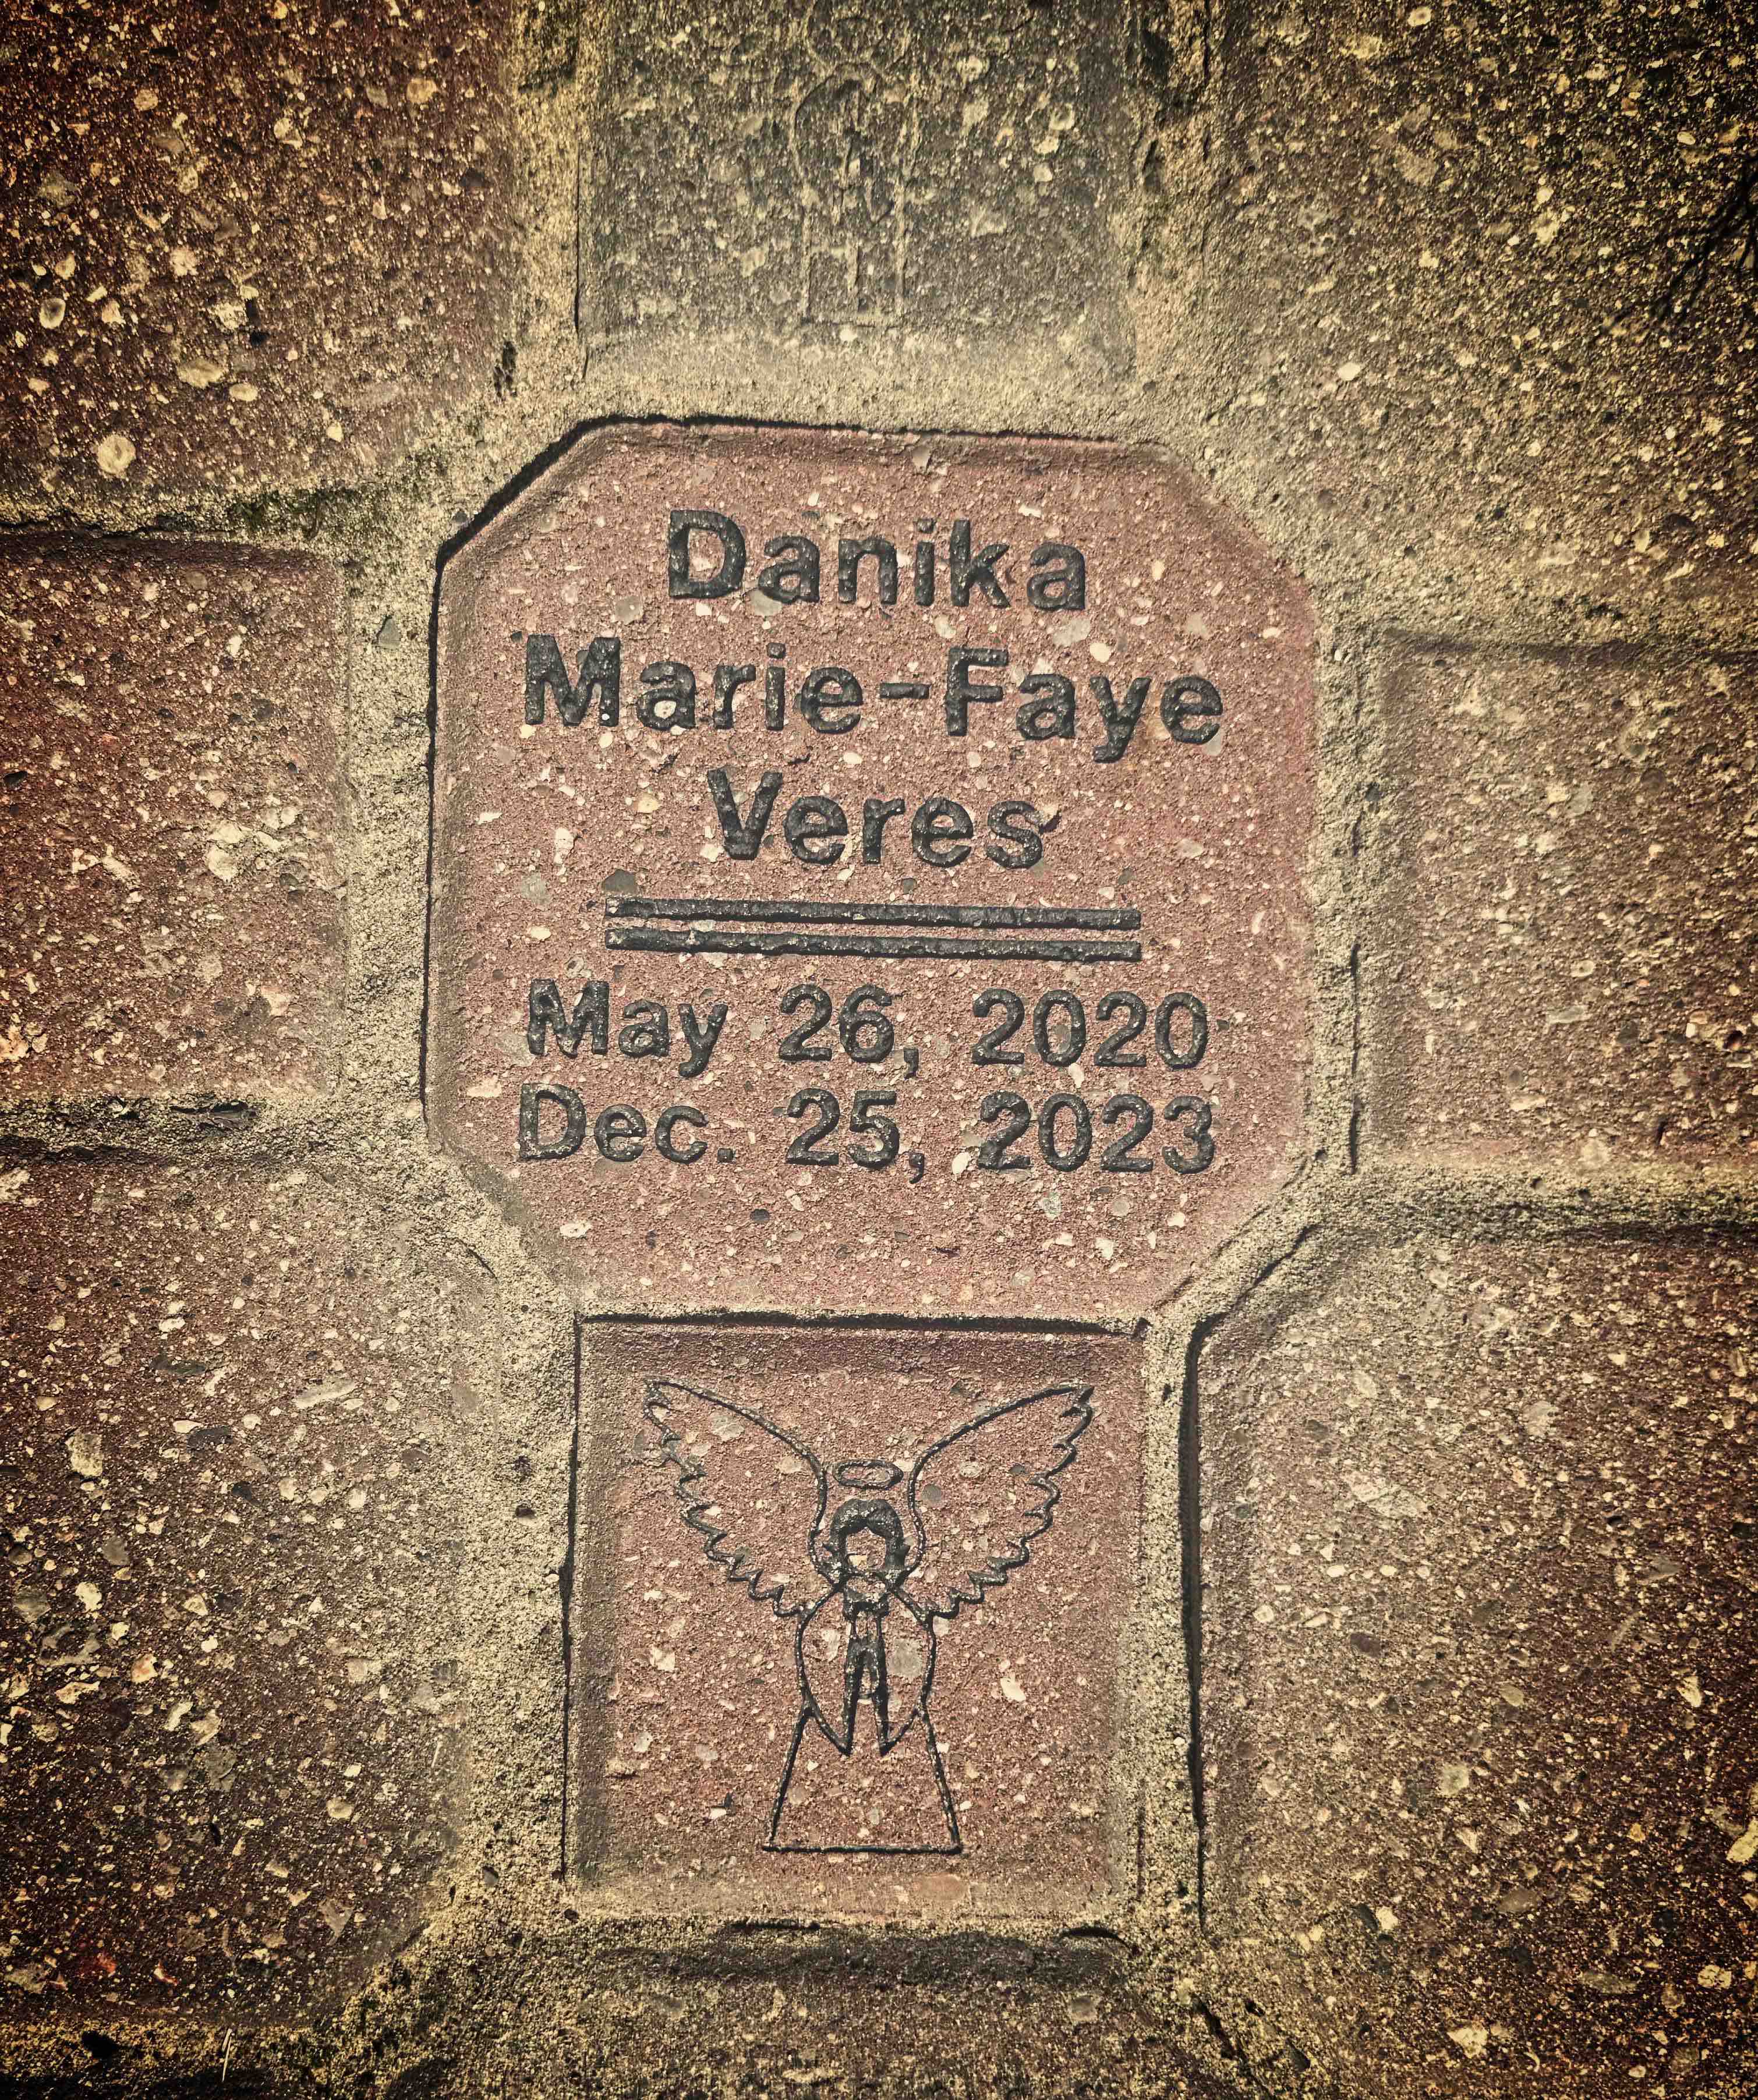 Danika
Marie-Faye
Veres
May 26, 2020
Dec. 25, 2023